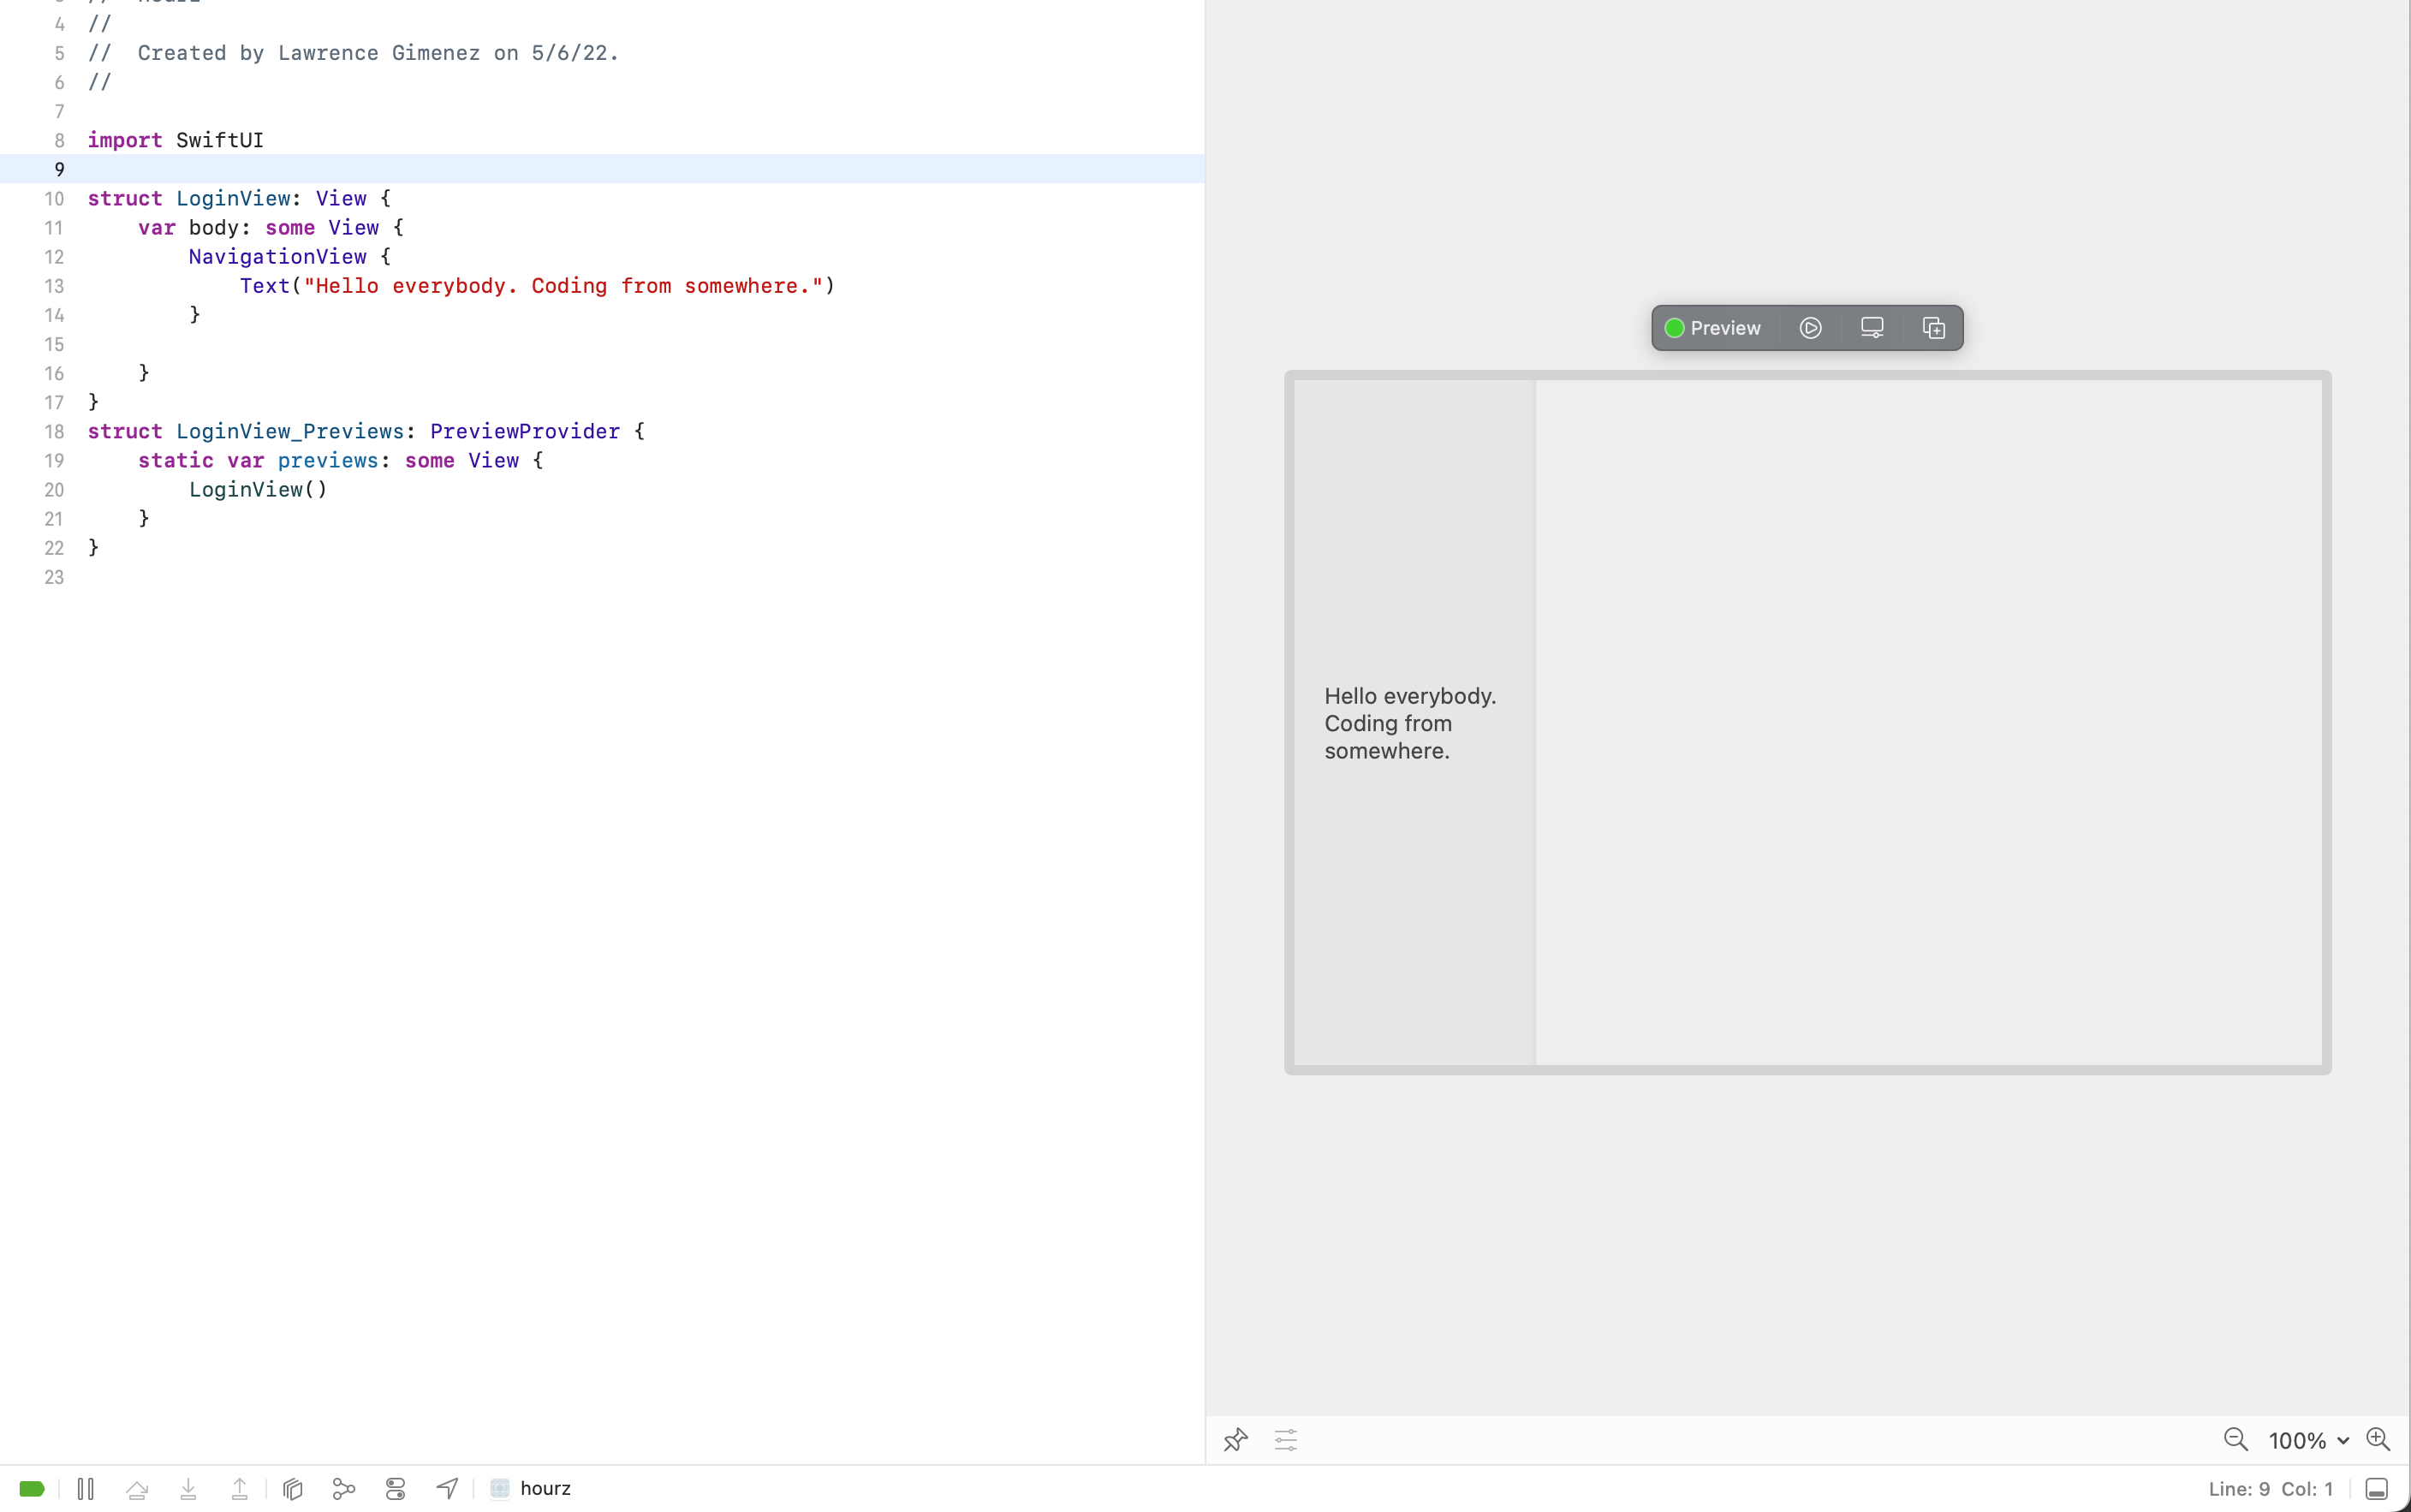 4 //
5 //  Created by Lawrence Gimenez on 5/6/22.
6 //
7
8 import SwiftUI
9
10 struct LoginView: View {
11     var body: some View {
12         NavigationView {
13             Text("Hello everybody. Coding from somewhere.")
14         }
15
16     }
17 }
18 struct LoginView_Previews: PreviewProvider {
19     static var previews: some View {
20         LoginView()
21     }
22 }
23
Preview
Hello everybody.
Coding from
somewhere.
100%
hourz
Line: 9  Col: 1